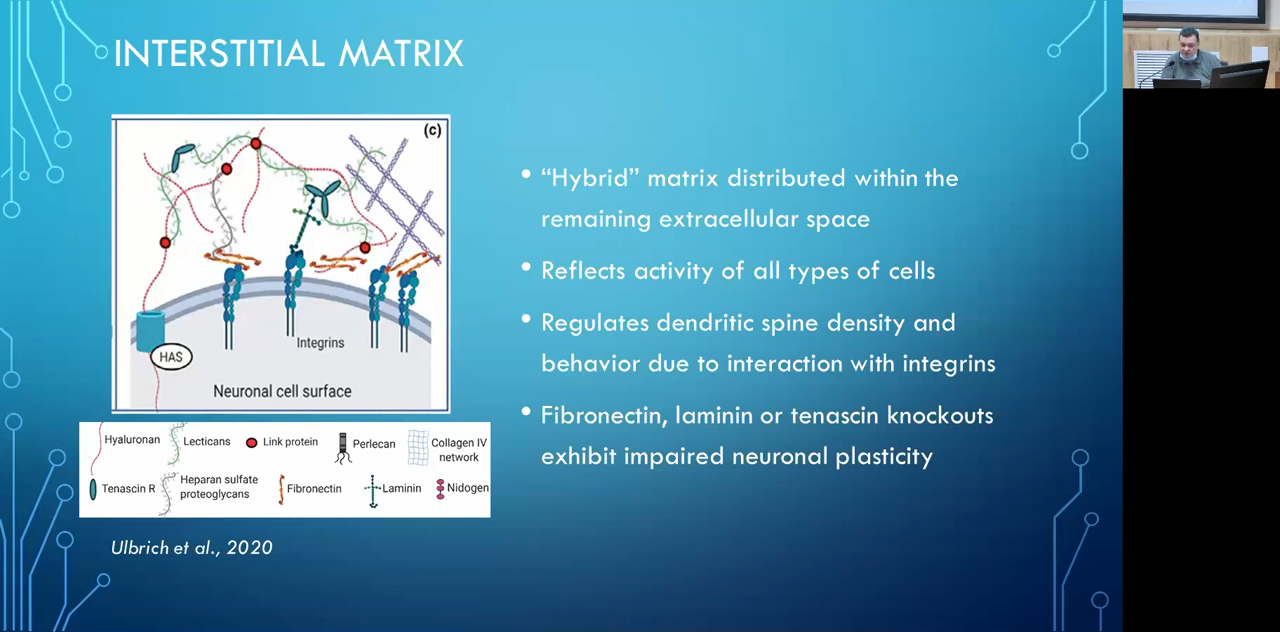 INTERSTITIAL MATRIX
(c)
HAS
Integrins
Neuronal cell surface
Hyaluronan
Lecticans
Link protein
Perlecan
Collagen IV
network
Tenascin R
Heparan sulfate
proteoglycans
Fibronectin
Laminin
Nidogen
Ulbrich et al., 2020
• “Hybrid” matrix distributed within the
remaining extracellular space
• Reflects activity of all types of cells
• Regulates dendritic spine density and
behavior due to interaction with integrins
• Fibronectin, laminin or tenascin knockouts
exhibit impaired neuronal plasticity